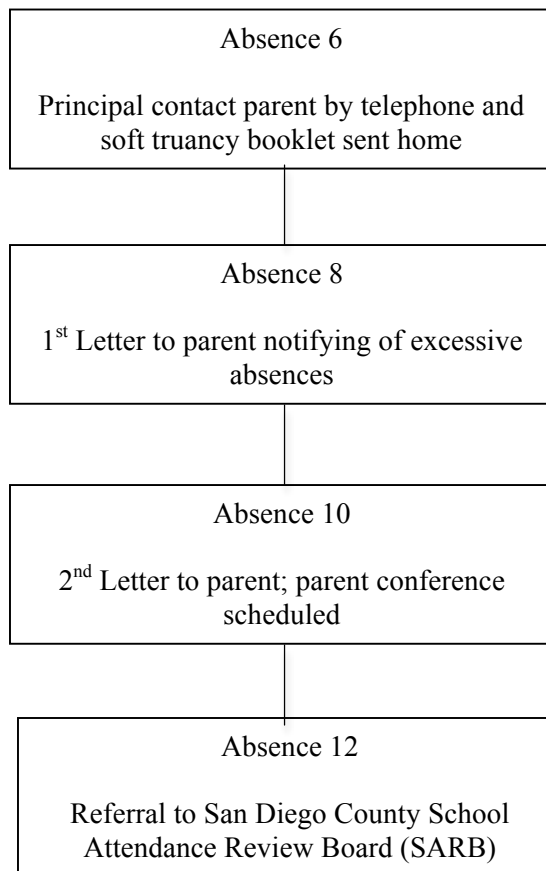 Absence 6
Principal contact parent by telephone and
soft truancy booklet sent home
Absence 8
1st Letter to parent notifying of excessive
absences
Absence 10
2nd Letter to parent; parent conference
scheduled
Absence 12
Referral to San Diego County School
Attendance Review Board (SARB)